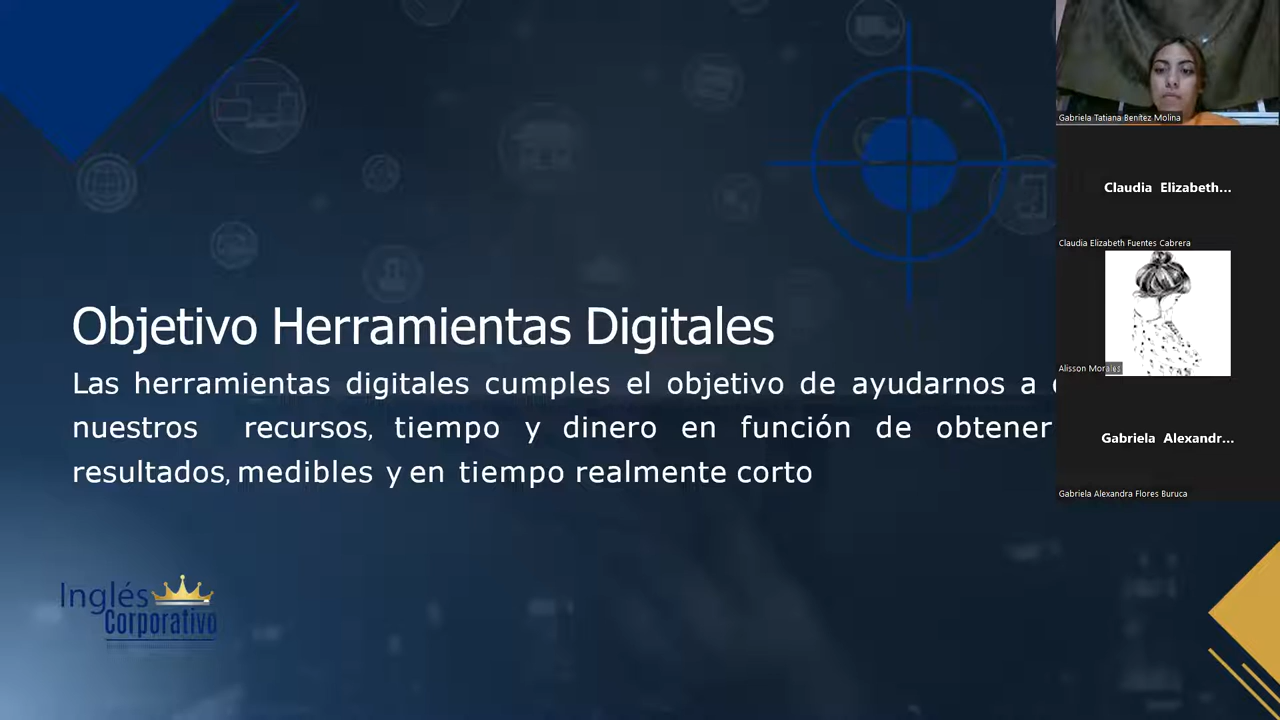 Objetivo Herramientas Digitales
Las herramientas digitales cumples el objetivo de ayudarnos a
nuestros recursos, tiempo y dinero en función de obtener
resultados, medibles y en tiempo realmente corto
Inglés
Corporativo
Gabriela Tatiana Benítez Molina
Claudia Elizabeth...
Claudia Elizabeth Fuentes Cabrera
Alisson Morales
Gabriela Alexandr...
Gabriela Alexandra Flores Buruca